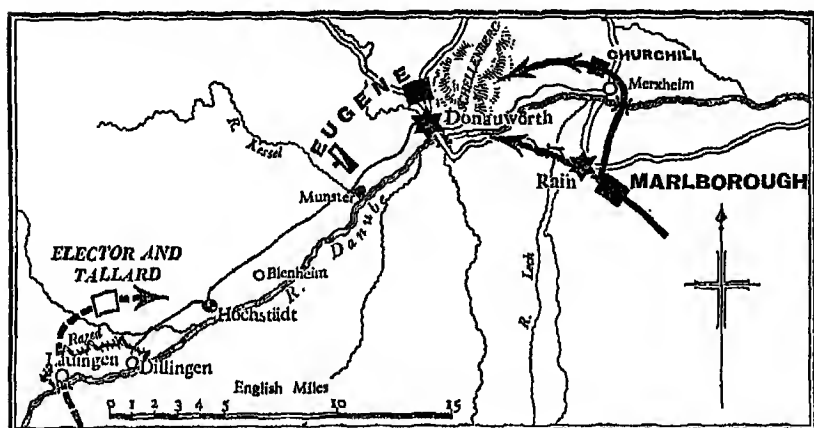 CHURCHILL
Merxheim
SCHELLENBERG
EUGENE
Donauwörth
R. Kessel
Rain
MARLBOROUGH
Munster
R. Danube
R. Lech
ELECTOR AND
TALLARD
Blenheim
Höchstädt
Razed
Dillingen
English Miles
0 1 2 3 4 5 10 15